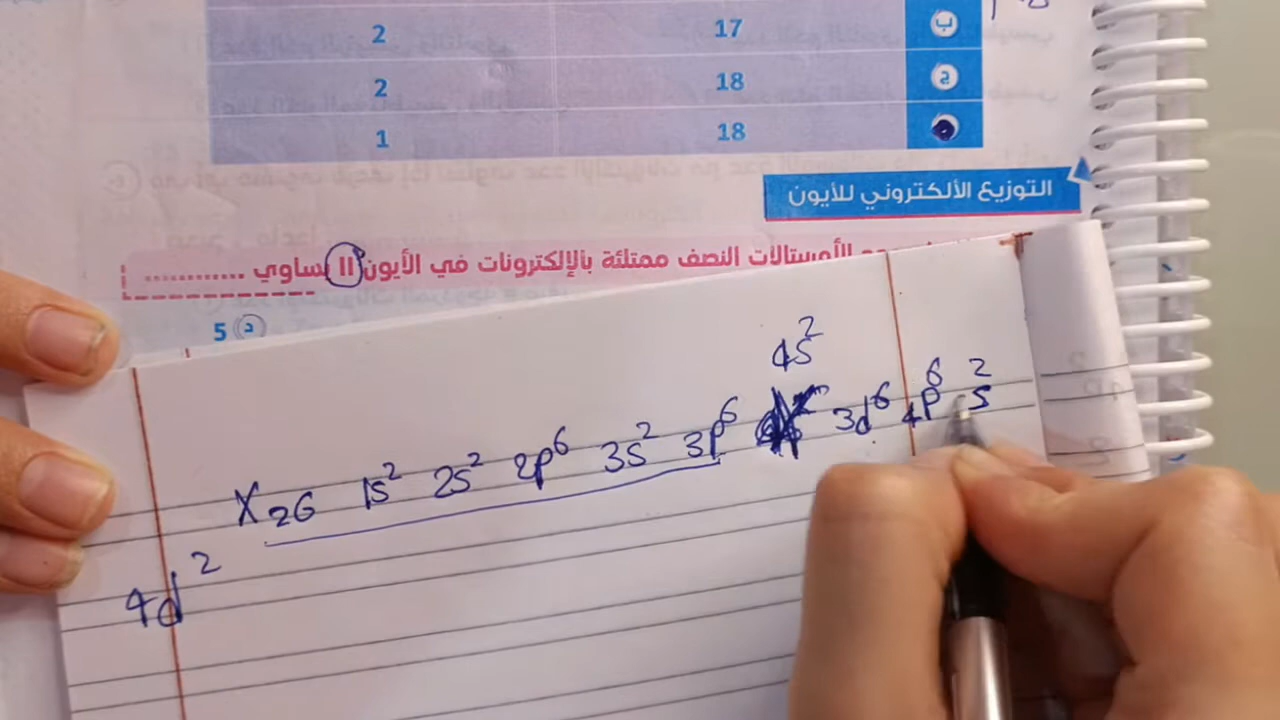 ب 17 2
ج 18 2
18 1
التوزيع الألكتروني للأيون
الأوربيتالات النصف ممتلئة بالإلكترونات في الأيون II يساوي ..........
د 5
4s²
X₂₆ 1s² 2s² 2p⁶ 3s² 3p⁶ 3d⁶ 4p⁶ s²
4d²